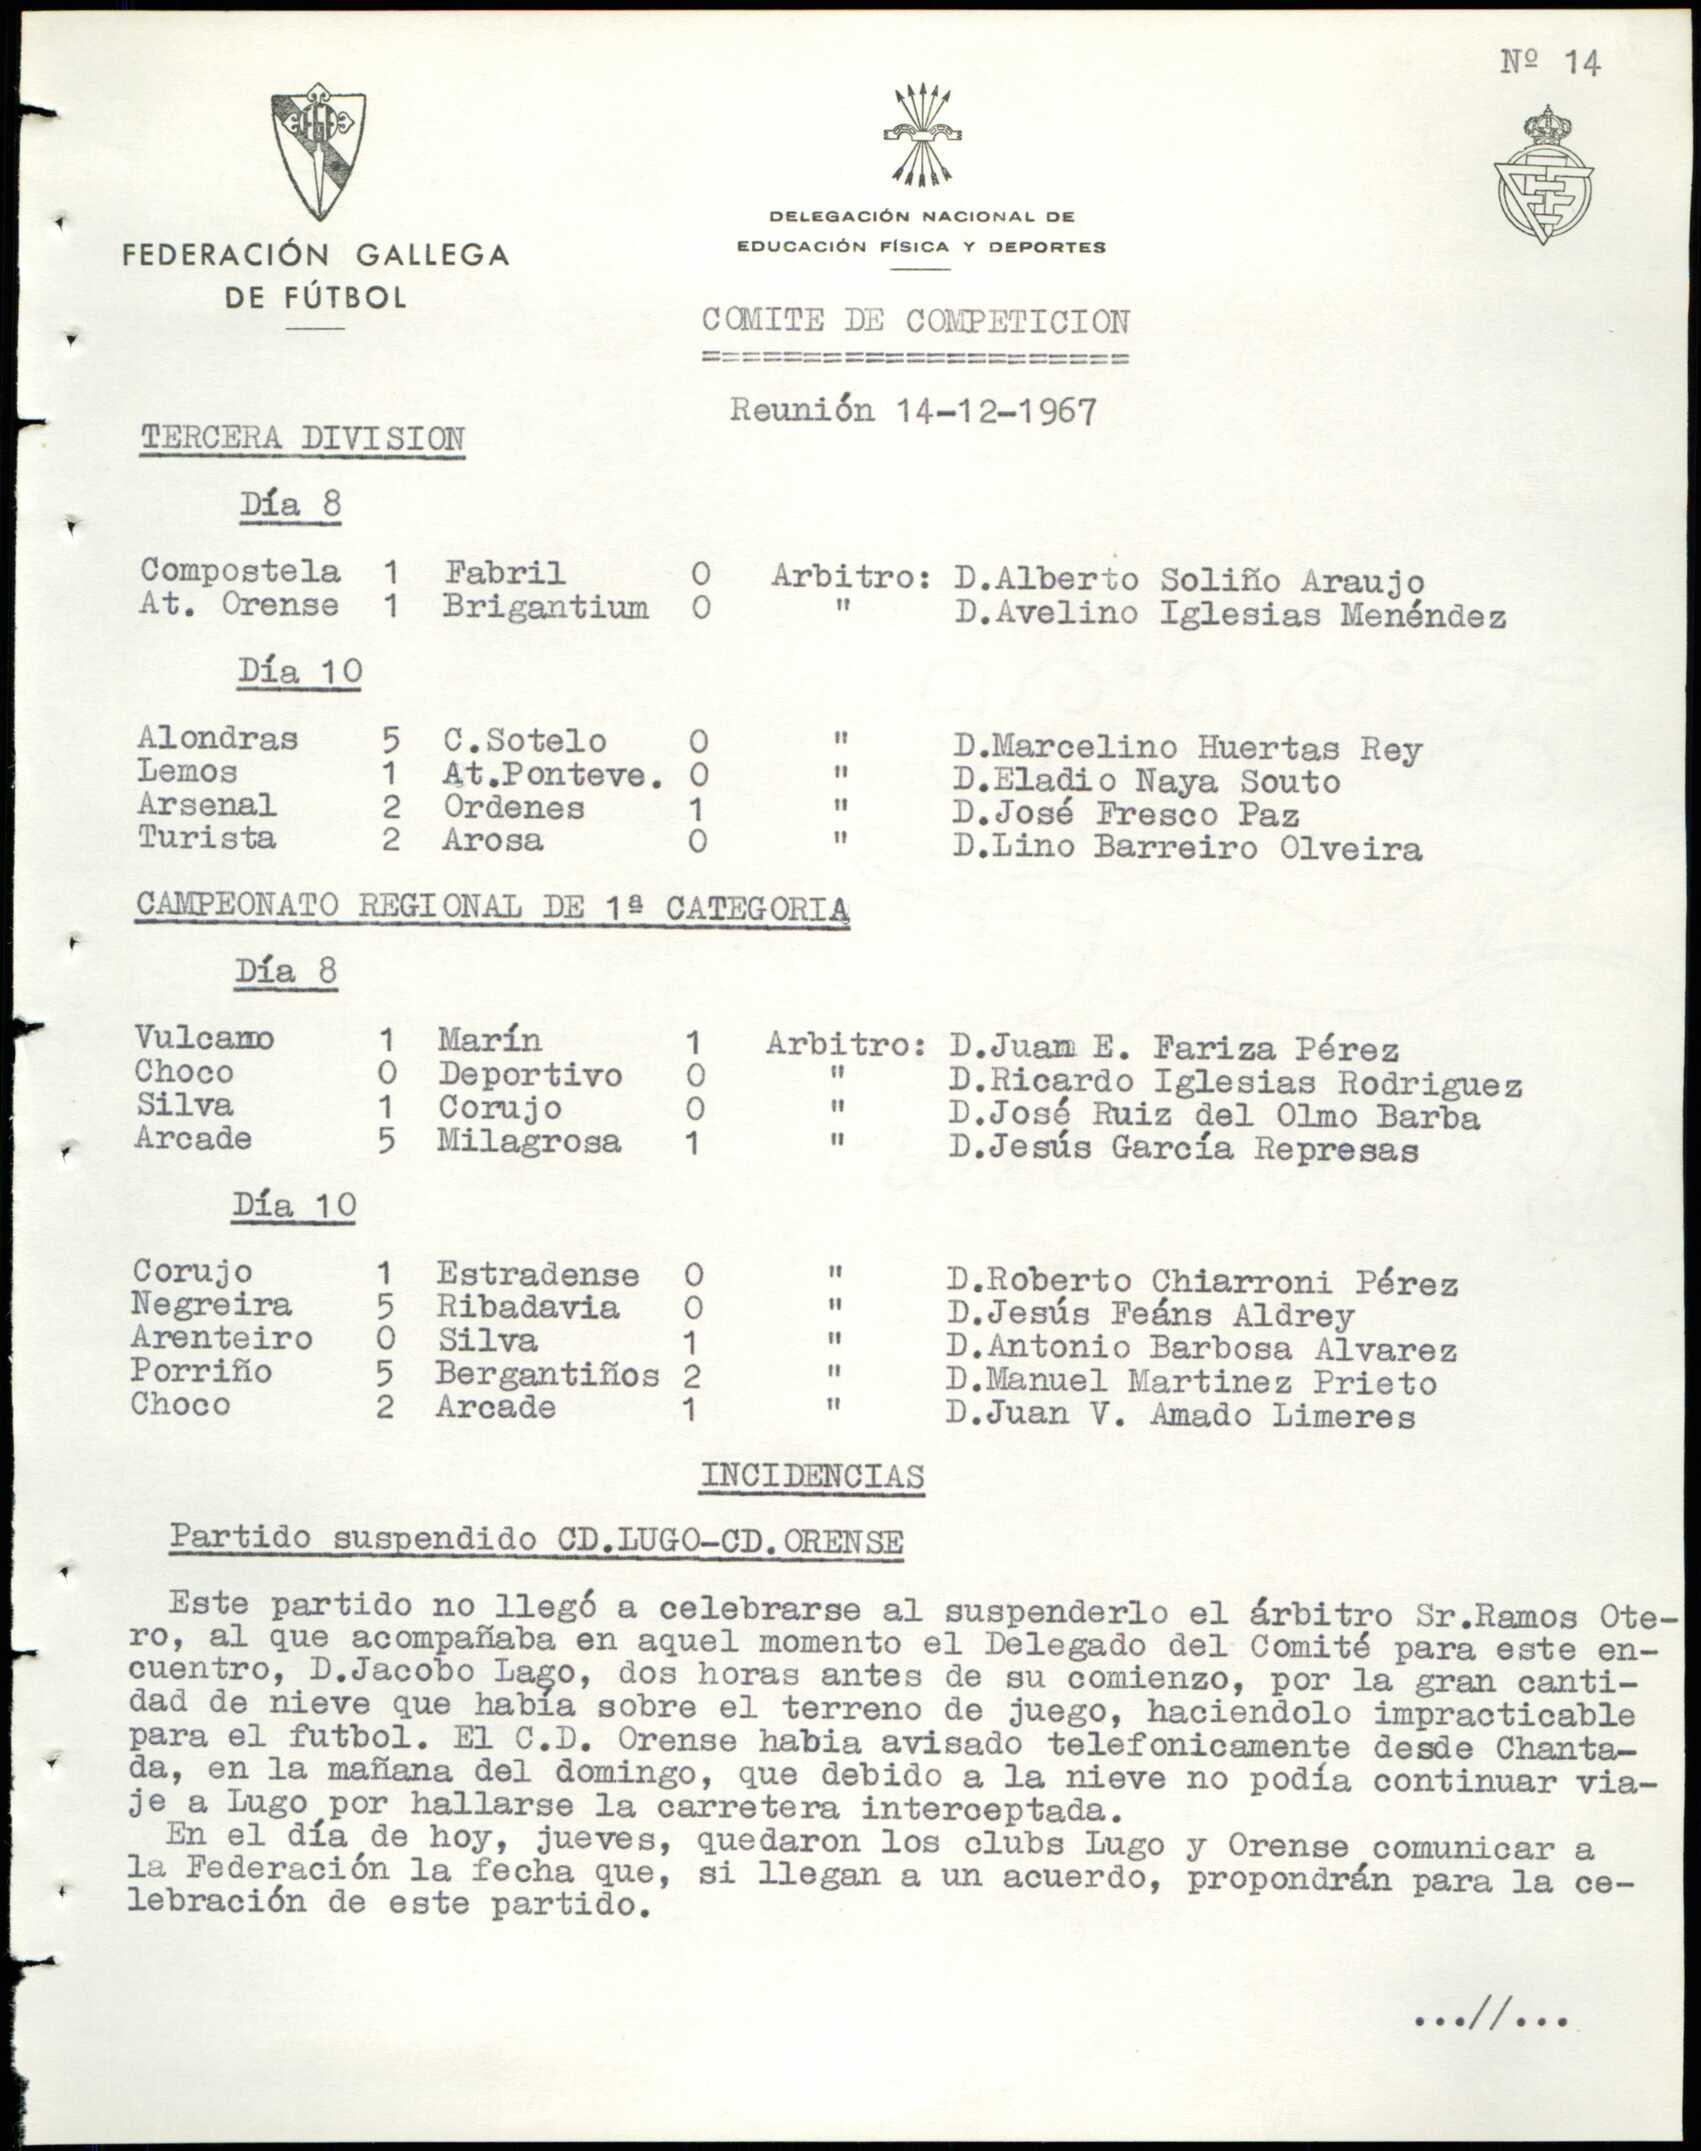 Nº 14
FEDERACIÓN GALLEGA
DE FÚTBOL
DELEGACIÓN NACIONAL DE
EDUCACIÓN FÍSICA Y DEPORTES
COMITE DE COMPETICION
=====================
Reunión 14-12-1967
TERCERA DIVISION
Día 8
Compostela 1 Fabril 0 Arbitro: D.Alberto Soliño Araujo
At. Orense 1 Brigantium 0 " D.Avelino Iglesias Menéndez
Día 10
Alondras 5 C.Sotelo 0 " D.Marcelino Huertas Rey
Lemos 1 At.Ponteve. 0 " D.Eladio Naya Souto
Arsenal 2 Ordenes 1 " D.José Fresco Paz
Turista 2 Arosa 0 " D.Lino Barreiro Olveira
CAMPEONATO REGIONAL DE 1ª CATEGORIA
Día 8
Vulcano 1 Marín 1 Arbitro: D.Juan E. Fariza Pérez
Choco 0 Deportivo 0 " D.Ricardo Iglesias Rodriguez
Silva 1 Corujo 0 " D.José Ruiz del Olmo Barba
Arcade 5 Milagrosa 1 " D.Jesús García Represas
Día 10
Corujo 1 Estradense 0 " D.Roberto Chiarroni Pérez
Negreira 5 Ribadavia 0 " D.Jesús Feáns Aldrey
Arenteiro 0 Silva 1 " D.Antonio Barbosa Alvarez
Porriño 5 Bergantiños 2 " D.Manuel Martinez Prieto
Choco 2 Arcade 1 " D.Juan V. Amado Limeres
INCIDENCIAS
Partido suspendido CD.LUGO-CD.ORENSE
Este partido no llegó a celebrarse al suspenderlo el árbitro Sr.Ramos Ote-
ro, al que acompañaba en aquel momento el Delegado del Comité para este en-
cuentro, D.Jacobo Lago, dos horas antes de su comienzo, por la gran canti-
dad de nieve que había sobre el terreno de juego, haciendolo impracticable
para el futbol. El C.D. Orense habia avisado telefonicamente desde Chanta-
da, en la mañana del domingo, que debido a la nieve no podía continuar via-
je a Lugo por hallarse la carretera interceptada.
En el día de hoy, jueves, quedaron los clubs Lugo y Orense comunicar a
la Federación la fecha que, si llegan a un acuerdo, propondrán para la ce-
lebración de este partido.
...//...